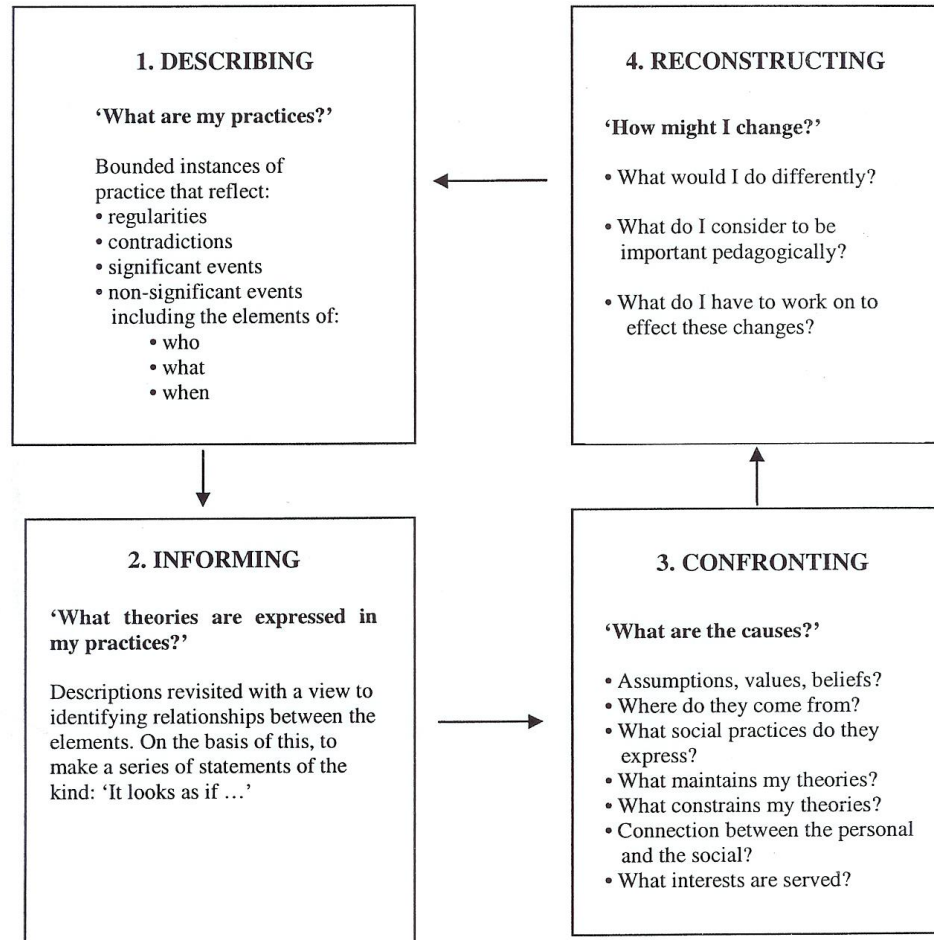 1. DESCRIBING
‘What are my practices?’
Bounded instances of
practice that reflect:
• regularities
• contradictions
• significant events
• non-significant events
including the elements of:
• who
• what
• when
2. INFORMING
‘What theories are expressed in
my practices?’
Descriptions revisited with a view to
identifying relationships between the
elements. On the basis of this, to
make a series of statements of the
kind: ‘It looks as if ...’
3. CONFRONTING
‘What are the causes?’
• Assumptions, values, beliefs?
• Where do they come from?
• What social practices do they
express?
• What maintains my theories?
• What constrains my theories?
• Connection between the personal
and the social?
• What interests are served?
4. RECONSTRUCTING
‘How might I change?’
• What would I do differently?
• What do I consider to be
important pedagogically?
• What do I have to work on to
effect these changes?